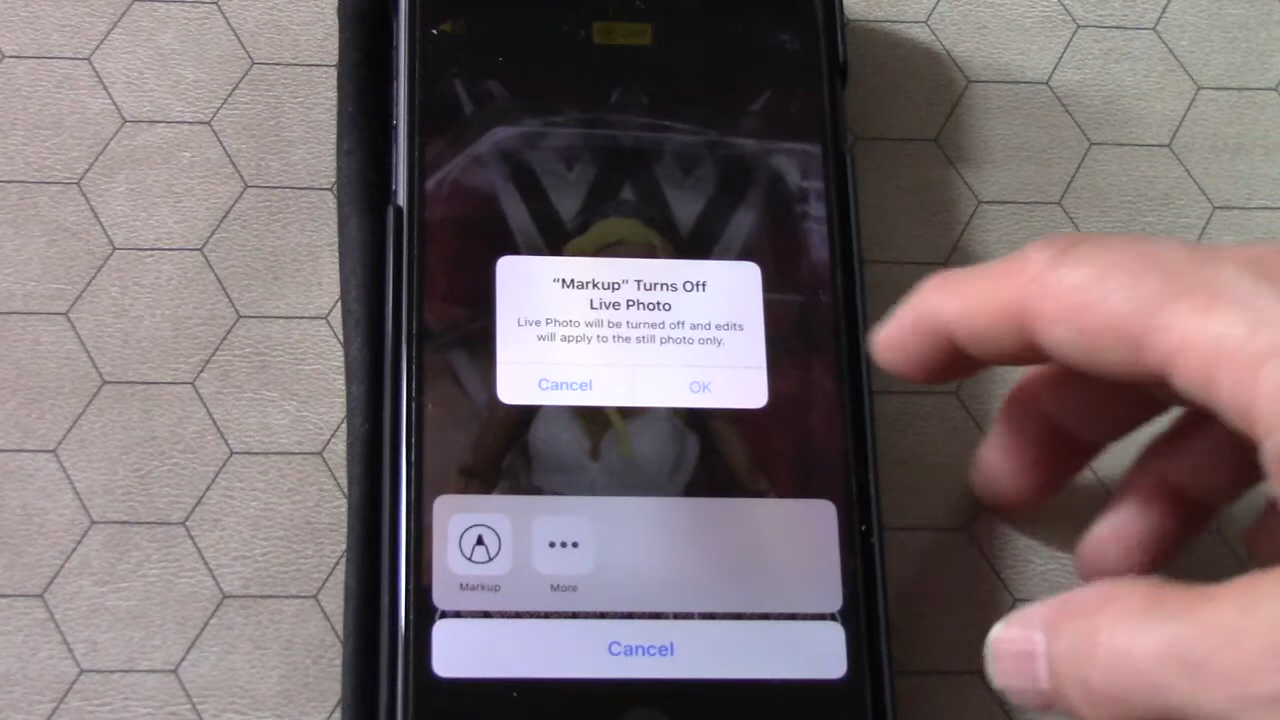 “Markup” Turns Off
Live Photo
Live Photo will be turned off and edits
will apply to the still photo only.
Cancel
OK
Markup
More
Cancel